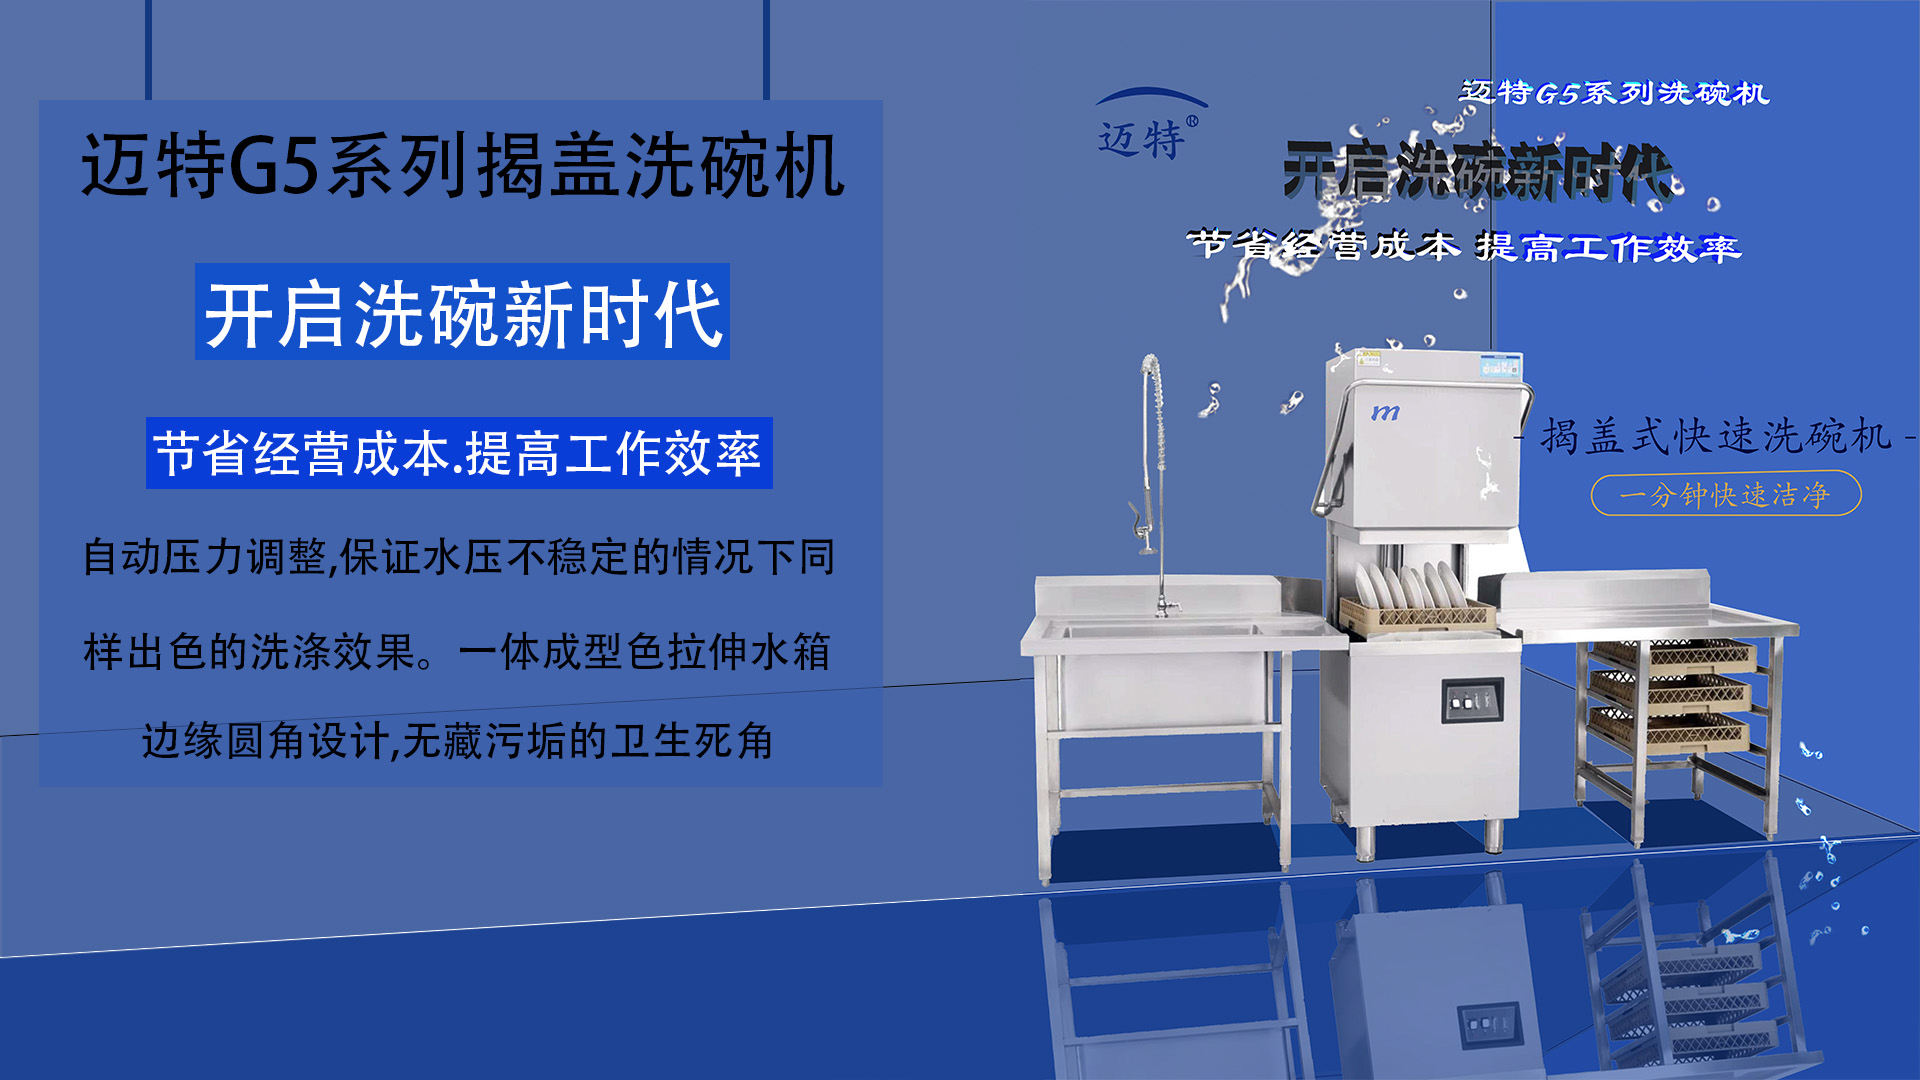 迈特G5系列揭盖洗碗机
开启洗碗新时代
节省经营成本.提高工作效率
自动压力调整,保证水压不稳定的情况下同
样出色的洗涤效果。一体成型色拉伸水箱
边缘圆角设计,无藏污垢的卫生死角
迈特®
迈特G5系列洗碗机
开启洗碗新时代
节省经营成本 提高工作效率
m
- 揭盖式快速洗碗机 -
一分钟快速洁净